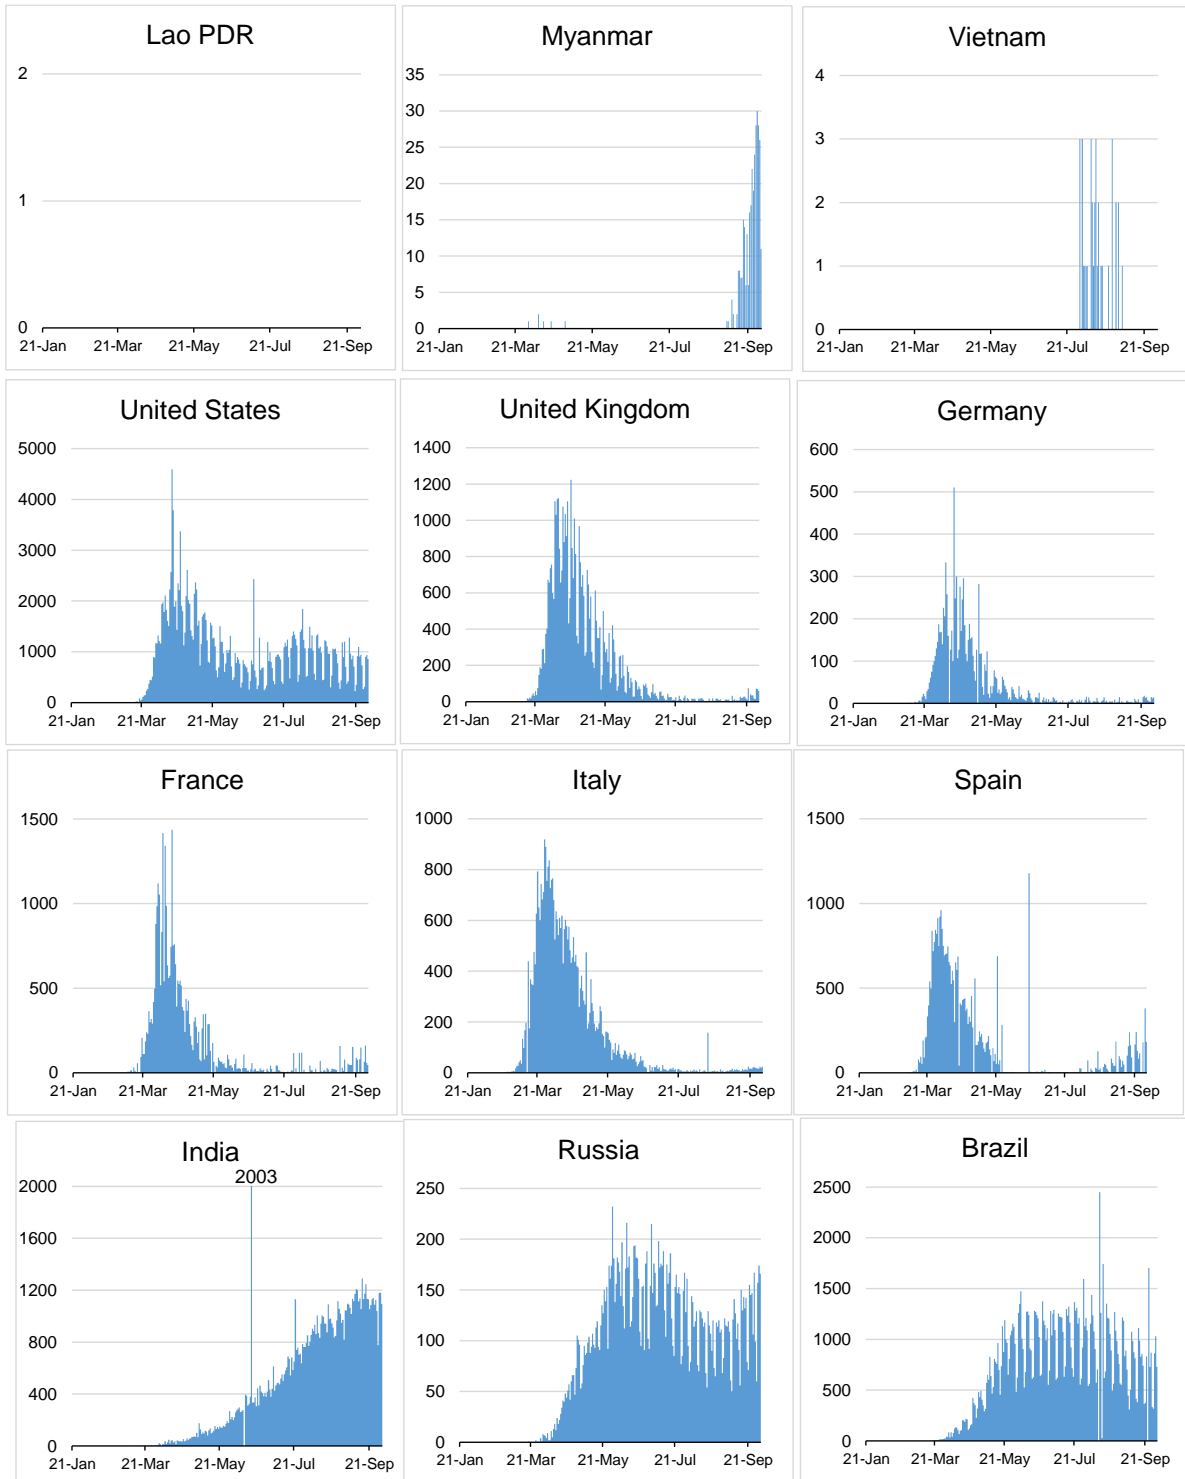 Lao PDR
2
1
0
21-Jan 21-Mar 21-May 21-Jul 21-Sep
Myanmar
35
30
25
20
15
10
5
0
21-Jan 21-Mar 21-May 21-Jul 21-Sep
Vietnam
4
3
2
1
0
21-Jan 21-Mar 21-May 21-Jul 21-Sep
United States
5000
4000
3000
2000
1000
0
21-Jan 21-Mar 21-May 21-Jul 21-Sep
United Kingdom
1400
1200
1000
800
600
400
200
0
21-Jan 21-Mar 21-May 21-Jul 21-Sep
Germany
600
500
400
300
200
100
0
21-Jan 21-Mar 21-May 21-Jul 21-Sep
France
1500
1000
500
0
21-Jan 21-Mar 21-May 21-Jul 21-Sep
Italy
1000
800
600
400
200
0
21-Jan 21-Mar 21-May 21-Jul 21-Sep
Spain
1500
1000
500
0
21-Jan 21-Mar 21-May 21-Jul 21-Sep
India
2003
2000
1600
1200
800
400
0
21-Jan 21-Mar 21-May 21-Jul 21-Sep
Russia
250
200
150
100
50
0
21-Jan 21-Mar 21-May 21-Jul 21-Sep
Brazil
2500
2000
1500
1000
500
0
21-Jan 21-Mar 21-May 21-Jul 21-Sep